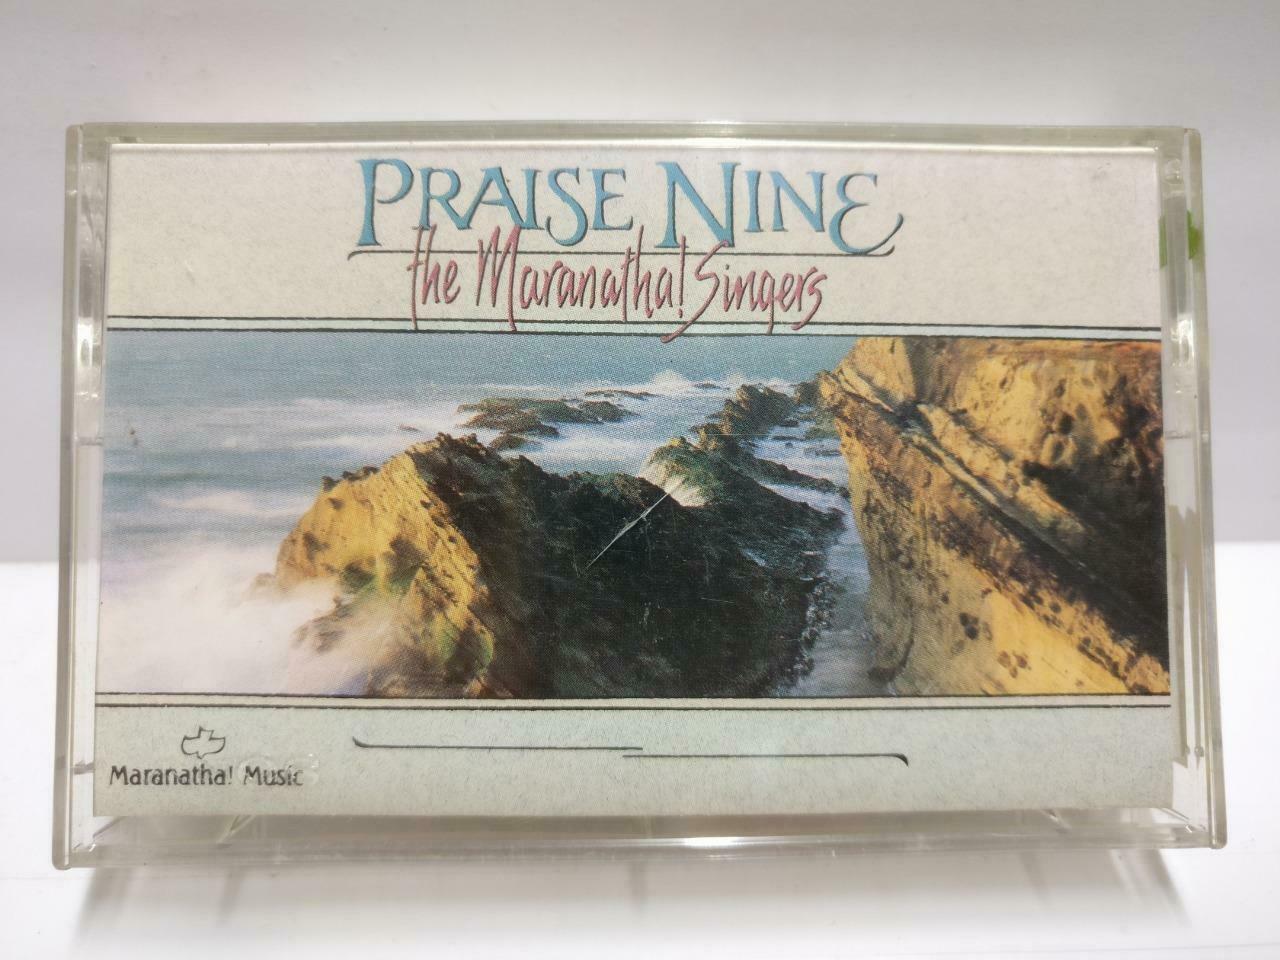 PRAISE NINE
the Maranatha! Singers
Maranatha! Music